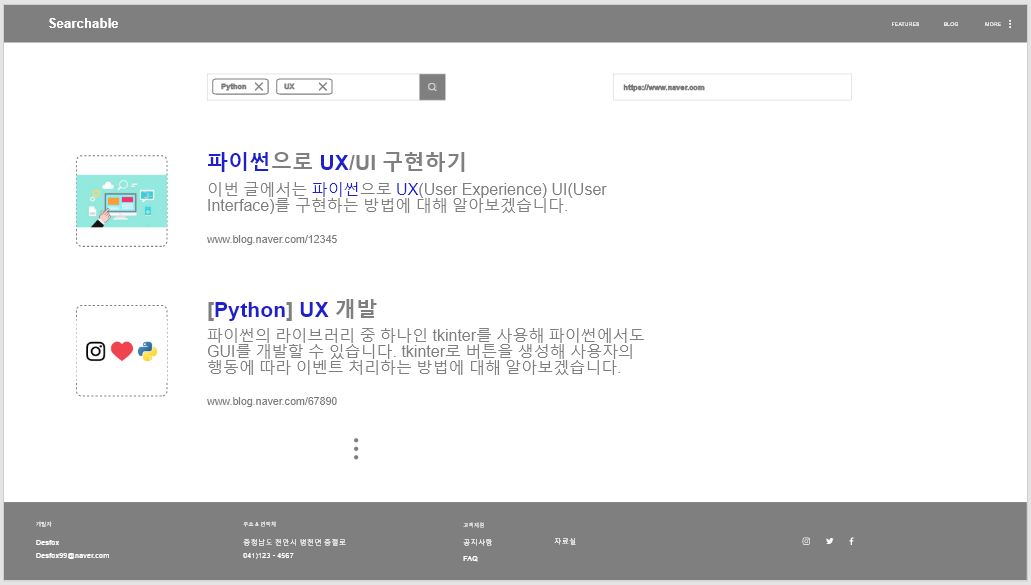 Searchable
FEATURES
BLOG
MORE
Python
UX
https://www.naver.com
파이썬으로 UX/UI 구현하기
이번 글에서는 파이썬으로 UX(User Experience) UI(User
Interface)를 구현하는 방법에 대해 알아보겠습니다.
www.blog.naver.com/12345
[Python] UX 개발
파이썬의 라이브러리 중 하나인 tkinter를 사용해 파이썬에서도
GUI를 개발할 수 있습니다. tkinter로 버튼을 생성해 사용자의
행동에 따라 이벤트 처리하는 방법에 대해 알아보겠습니다.
www.blog.naver.com/67890
개발자
Desfox
Desfox99@naver.com
주소 & 연락처
충청남도 천안시 병천면 충절로
041)123 - 4567
고객지원
공지사항
자료실
FAQ